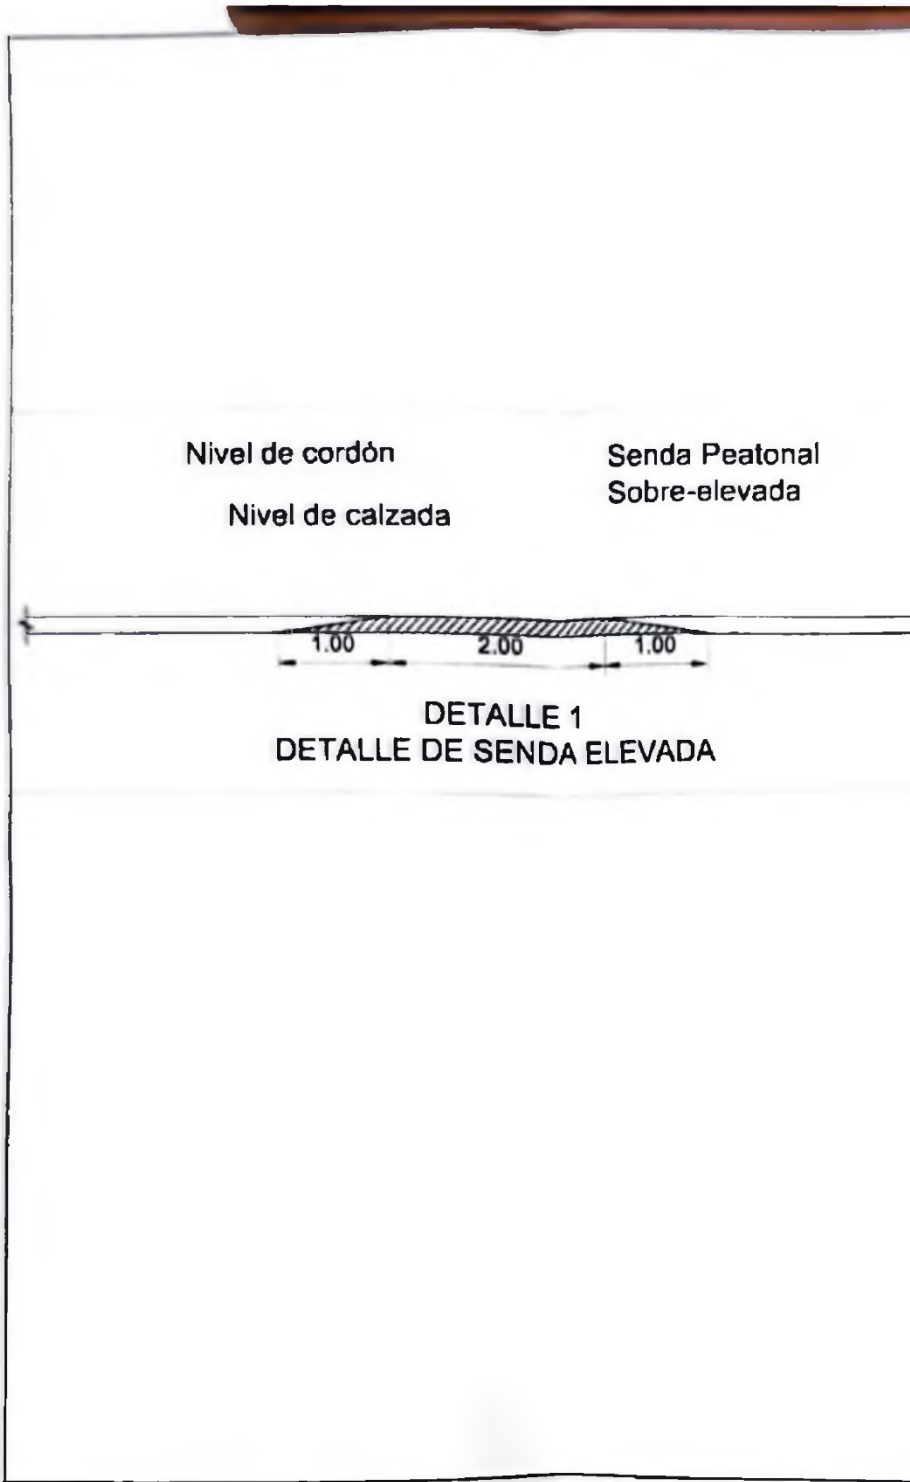 Nivel de cordón
Nivel de calzada
Senda Peatonal
Sobre-elevada
1.00 2.00 1.00
DETALLE 1
DETALLE DE SENDA ELEVADA